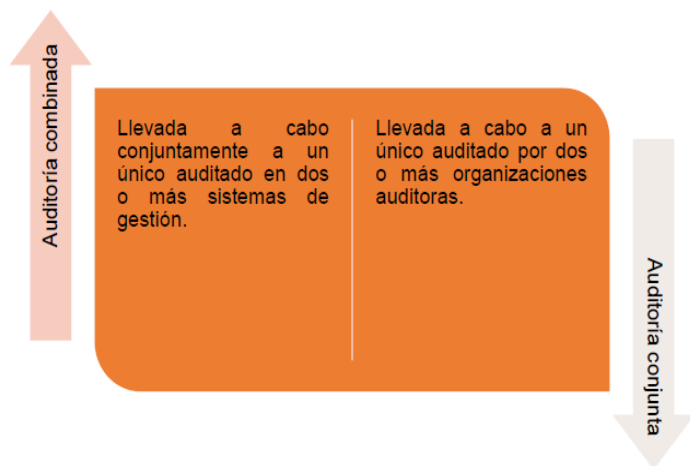 Auditoría combinada
Llevada a cabo
conjuntamente a un
único auditado en dos
o más sistemas de
gestión.
Llevada a cabo a un
único auditado por dos
o más organizaciones
auditoras.
Auditoría conjunta